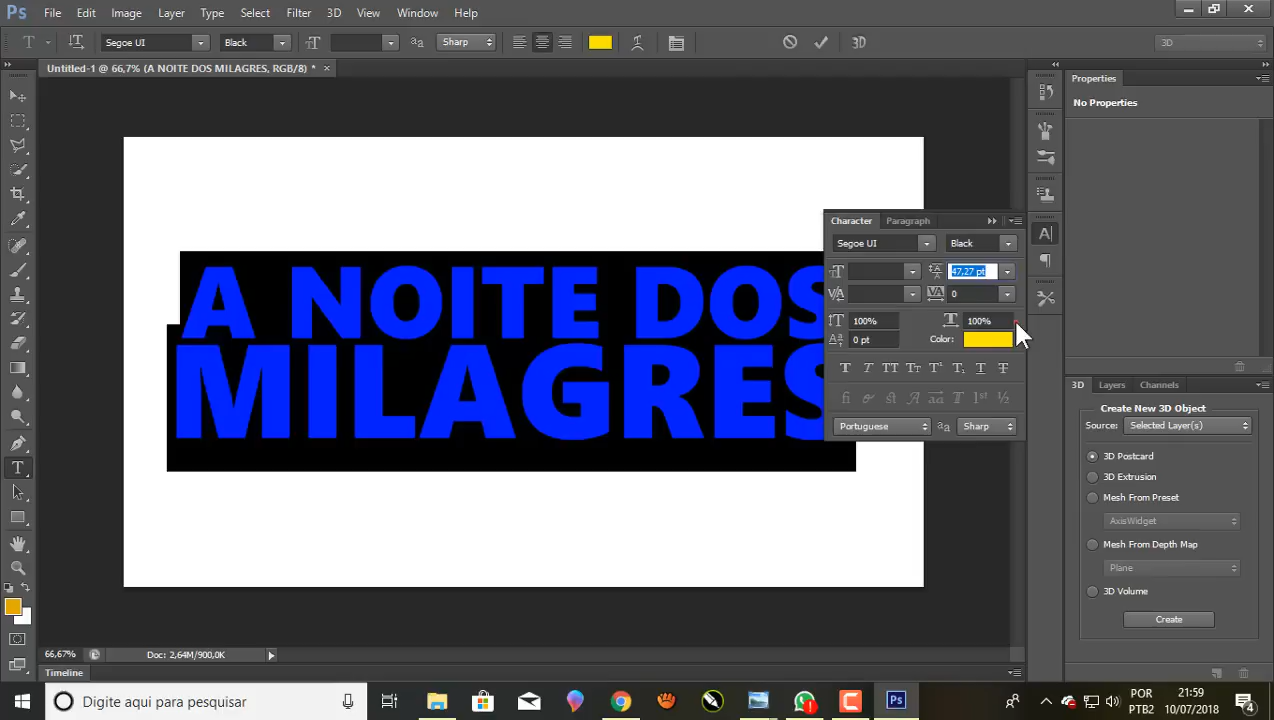 Ps File Edit Image Layer Type Select Filter 3D View Window Help
T Segoe UI Black Sharp 3D 3D
Untitled-1 @ 66,7% (A NOITE DOS MILAGRES, RGB/8) *
Properties
No Properties
A NOITE DOS
MILAGRES
Character Paragraph
Segoe UI Black
47,27 pt
0
100% 100%
0 pt Color:
Portuguese Sharp
3D Layers Channels
Create New 3D Object
Source: Selected Layer(s)
3D Postcard
3D Extrusion
Mesh From Preset
AxisWidget
Mesh From Depth Map
Plane
3D Volume
Create
66,67% Doc: 2,64M/900,0K
Timeline
Digite aqui para pesquisar
Ps
POR
PTB2
21:59
10/07/2018
4